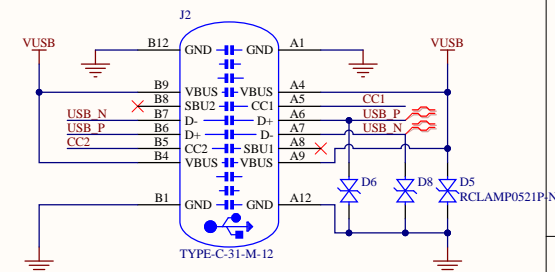 J2
VUSB
VUSB
B12 GND GND A1
B9 VBUS VBUS A4
B8 SBU2 CC1 A5 CC1
USB_N B7 D- D+ A6 USB_P
USB_P B6 D+ D- A7 USB_N
CC2 B5 CC2 SBU1 A8
B4 VBUS VBUS A9
D6 D8 D5
RCLAMP0521P-N
B1 GND GND A12
TYPE-C-31-M-12